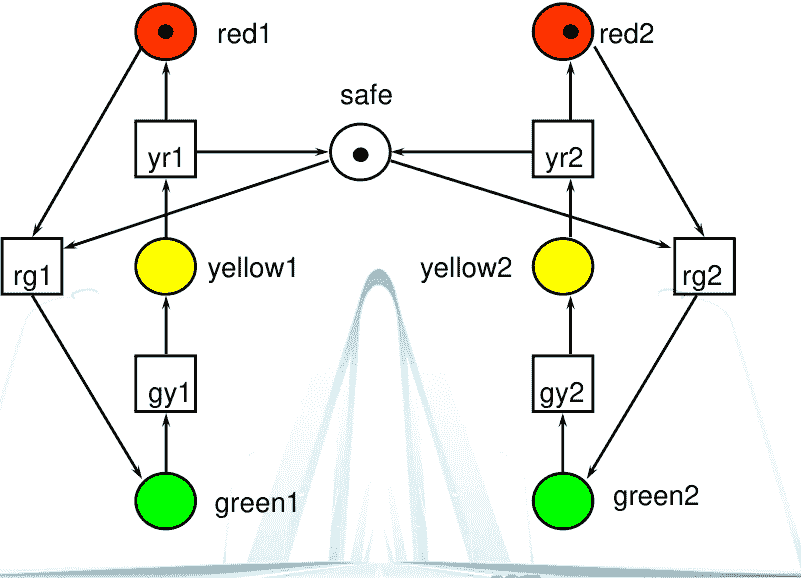 red1
red2
safe
yr1
yr2
rg1
yellow1
yellow2
rg2
gy1
gy2
green1
green2